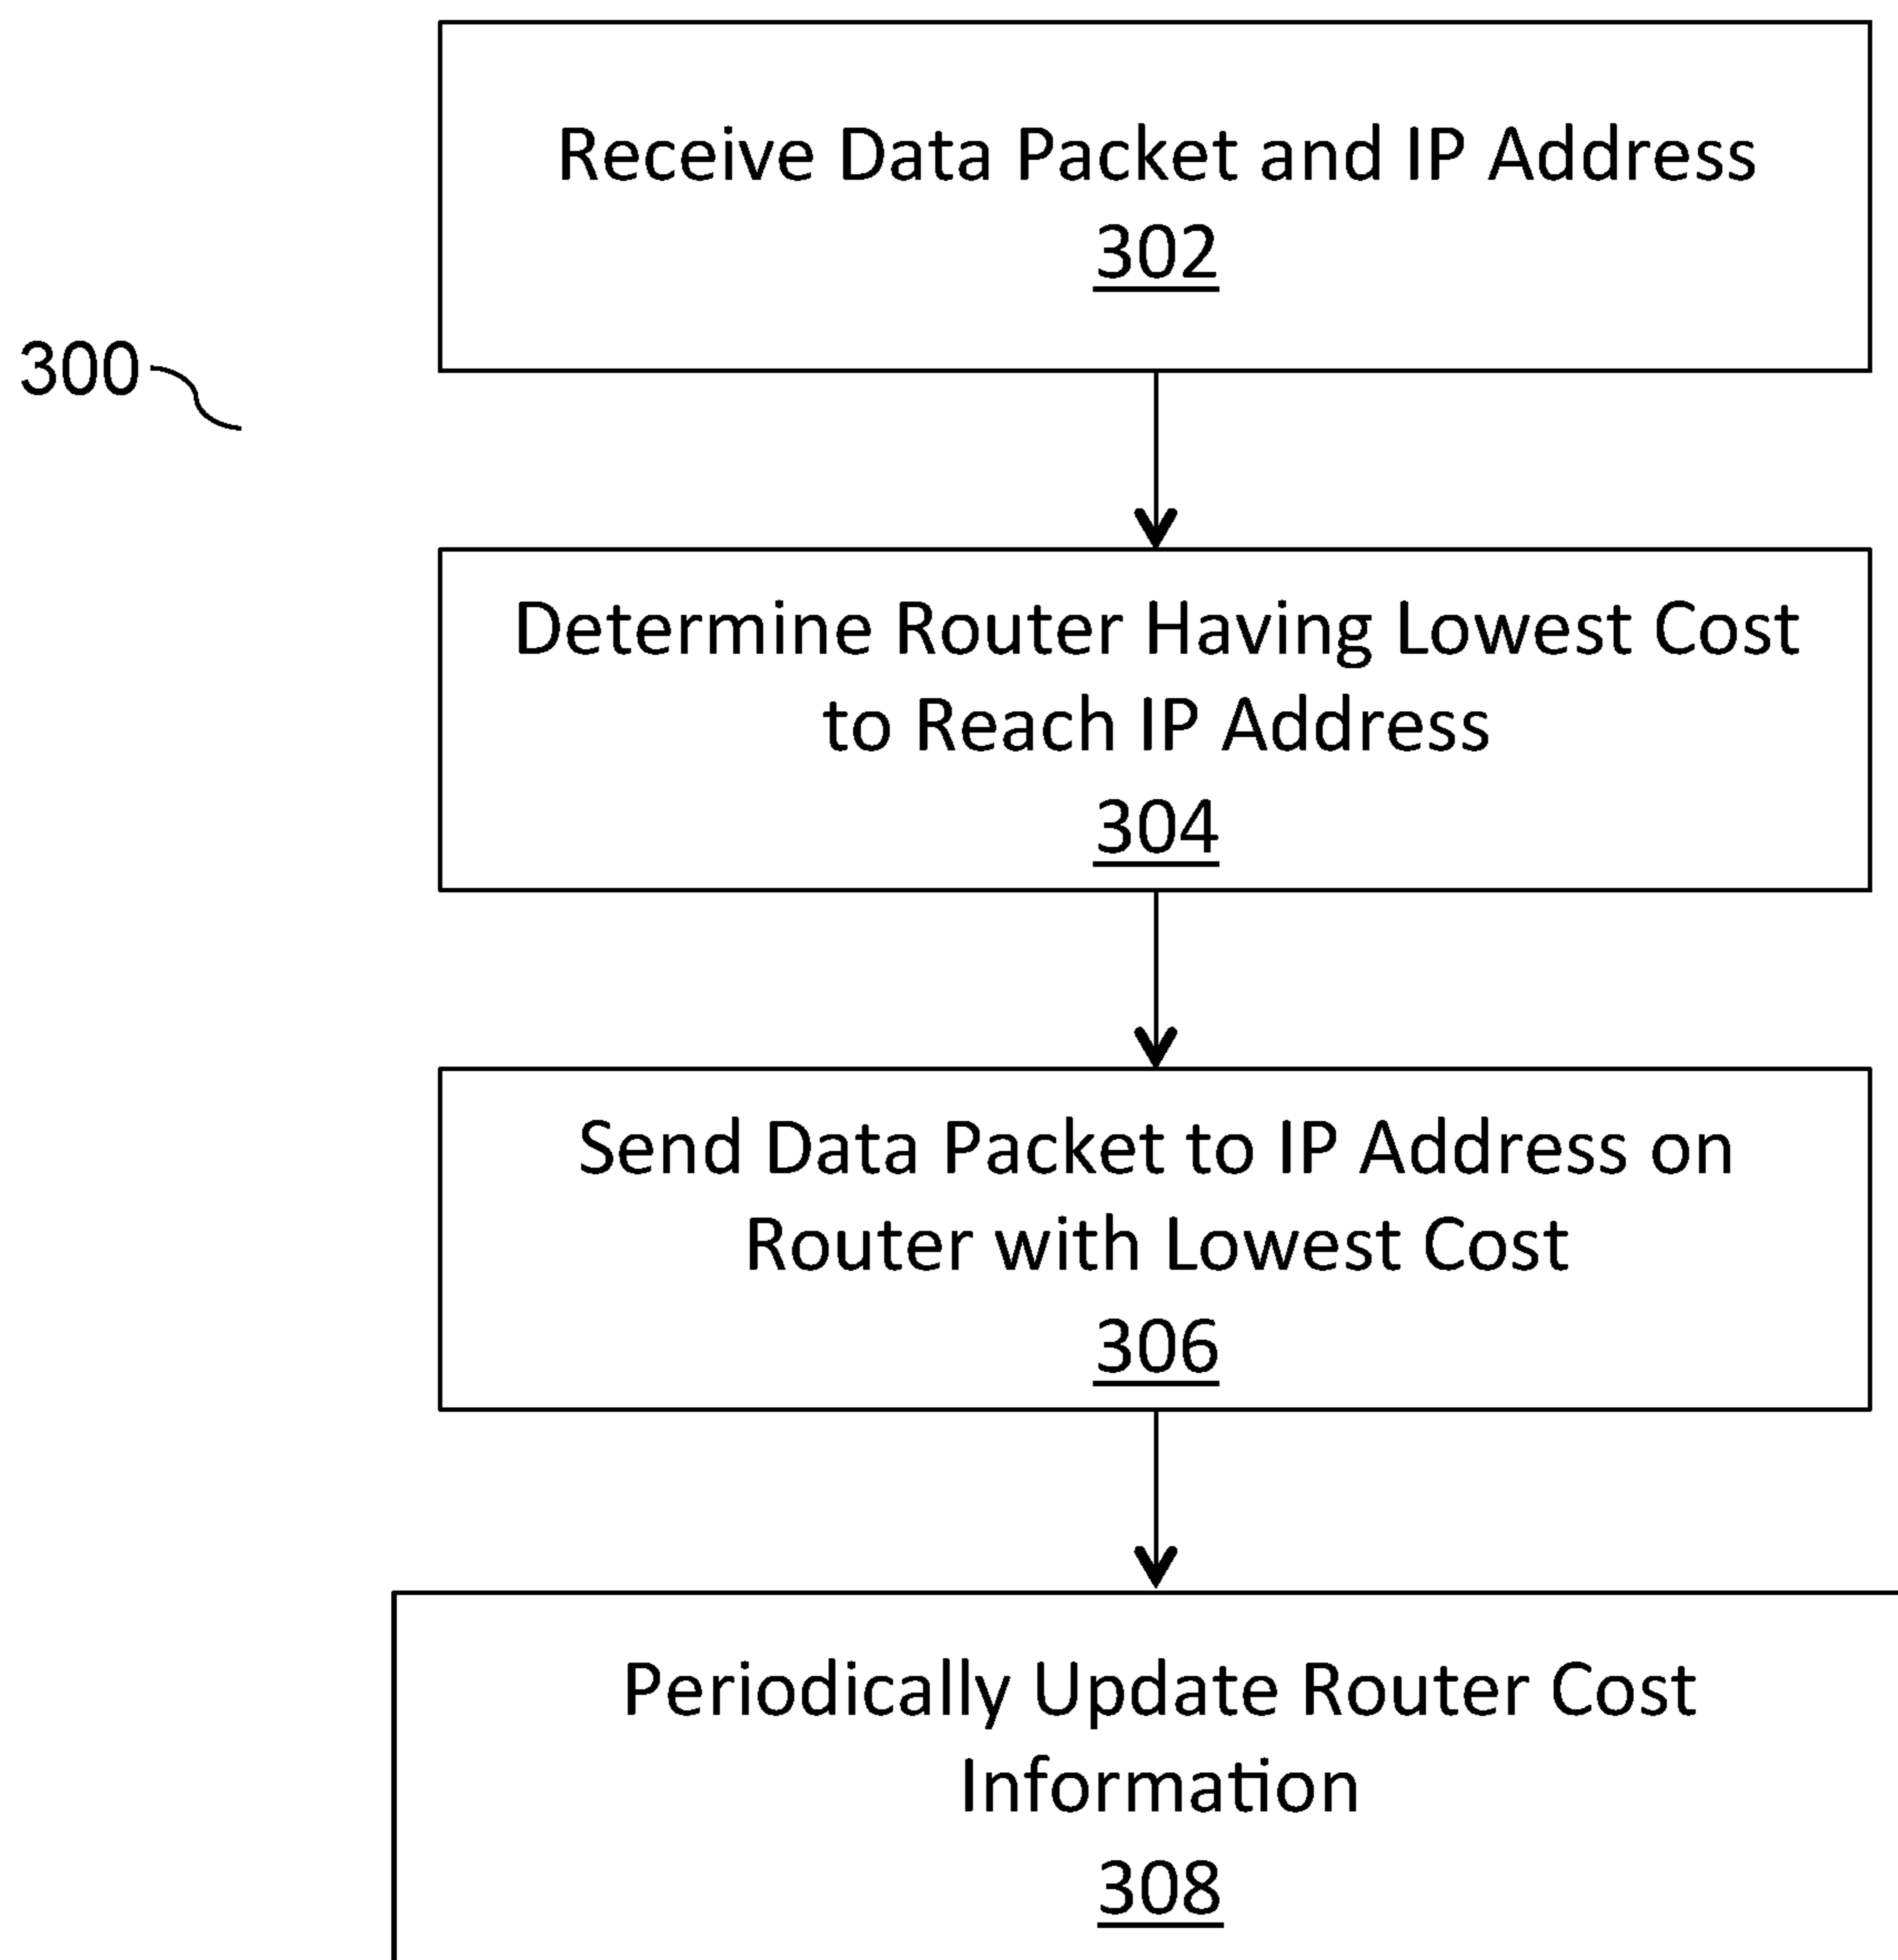 Receive Data Packet and IP Address
302
300
Determine Router Having Lowest Cost
to Reach IP Address
304
Send Data Packet to IP Address on
Router with Lowest Cost
306
Periodically Update Router Cost
Information
308